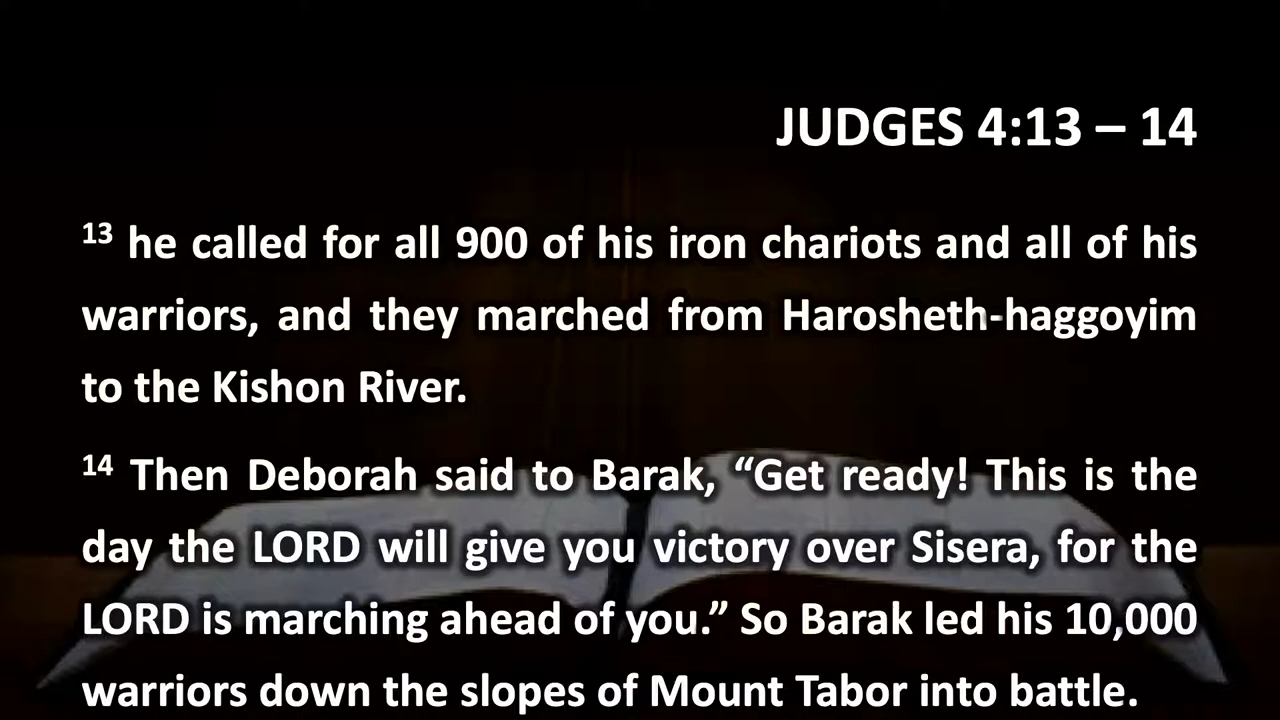 JUDGES 4:13 – 14
13 he called for all 900 of his iron chariots and all of his
warriors, and they marched from Harosheth-haggoyim
to the Kishon River.
14 Then Deborah said to Barak, “Get ready! This is the
day the LORD will give you victory over Sisera, for the
LORD is marching ahead of you.” So Barak led his 10,000
warriors down the slopes of Mount Tabor into battle.